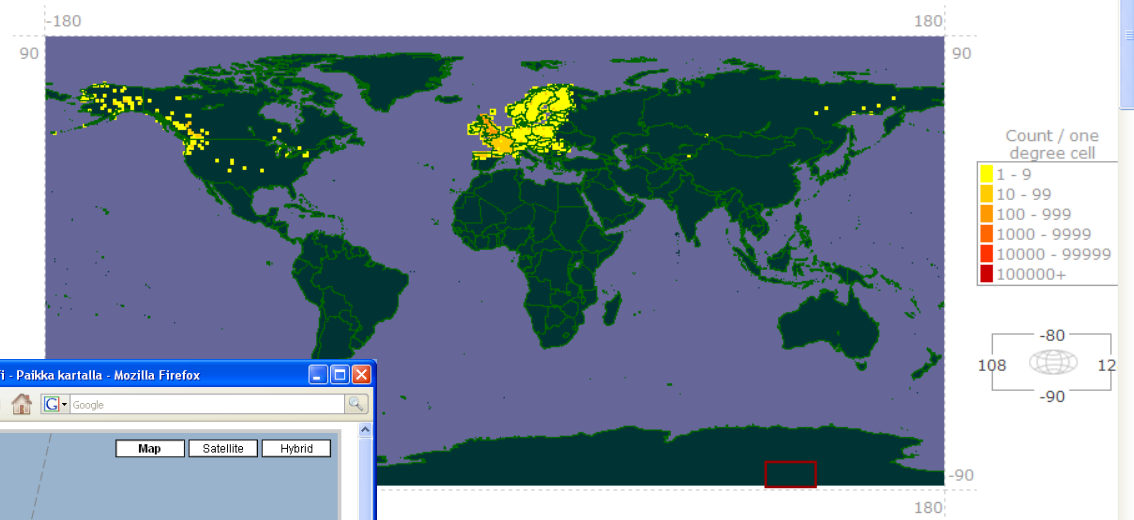 -180
180
90
90
Count / one
degree cell
1 - 9
10 - 99
100 - 999
1000 - 9999
10000 - 99999
100000+
-80
108
12
-90
- Paikka kartalla - Mozilla Firefox
G
Google
Map
Satellite
Hybrid
-90
180